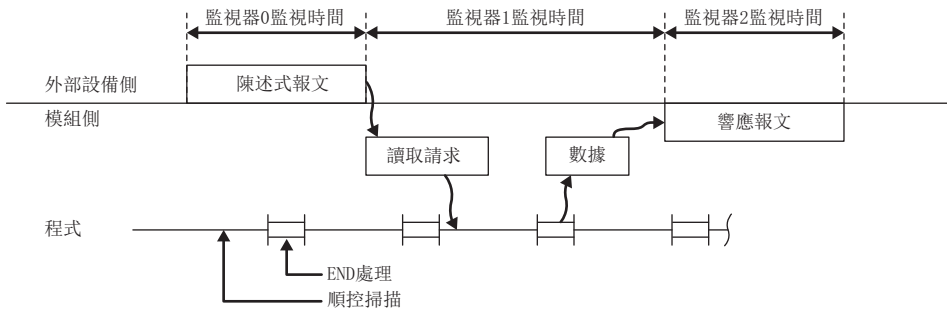 監視器0監視時間
監視器1監視時間
監視器2監視時間
外部設備側
陳述式報文
模組側
響應報文
讀取請求
數據
程式
END處理
順控掃描